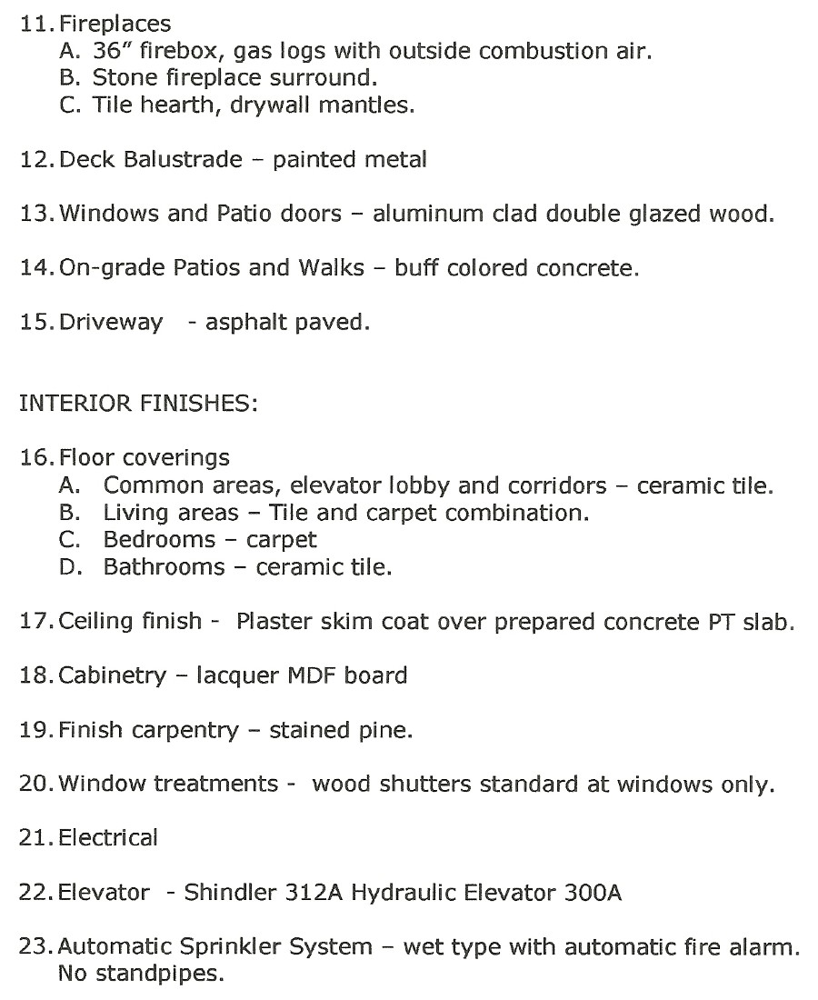 11. Fireplaces
A. 36" firebox, gas logs with outside combustion air.
B. Stone fireplace surround.
C. Tile hearth, drywall mantles.
12. Deck Balustrade – painted metal
13. Windows and Patio doors – aluminum clad double glazed wood.
14. On-grade Patios and Walks – buff colored concrete.
15. Driveway - asphalt paved.
INTERIOR FINISHES:
16. Floor coverings
A. Common areas, elevator lobby and corridors – ceramic tile.
B. Living areas – Tile and carpet combination.
C. Bedrooms – carpet
D. Bathrooms – ceramic tile.
17. Ceiling finish - Plaster skim coat over prepared concrete PT slab.
18. Cabinetry – lacquer MDF board
19. Finish carpentry – stained pine.
20. Window treatments - wood shutters standard at windows only.
21. Electrical
22. Elevator - Shindler 312A Hydraulic Elevator 300A
23. Automatic Sprinkler System – wet type with automatic fire alarm.
No standpipes.